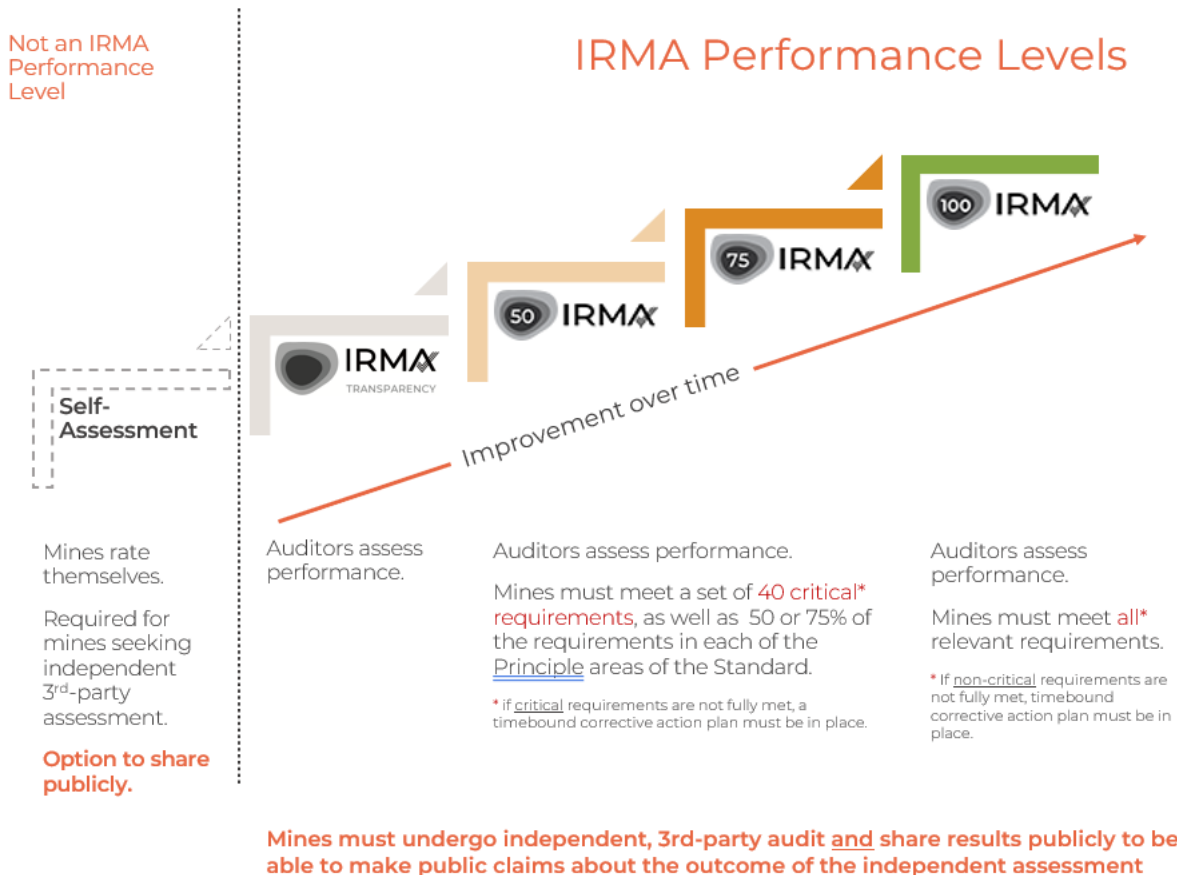 Not an IRMA
Performance
Level
IRMA Performance Levels
100 IRMA
75 IRMA
50 IRMA
IRMA
TRANSPARENCY
Self-
Assessment
Improvement over time
Mines rate
themselves.
Required for
mines seeking
independent
3rd-party
assessment.
Option to share
publicly.
Auditors assess
performance.
Auditors assess performance.
Mines must meet a set of 40 critical*
requirements, as well as 50 or 75% of
the requirements in each of the
Principle areas of the Standard.
* if critical requirements are not fully met, a
timebound corrective action plan must be in place.
Auditors assess
performance.
Mines must meet all*
relevant requirements.
* If non-critical requirements are
not fully met, timebound
corrective action plan must be in
place.
Mines must undergo independent, 3rd-party audit and share results publicly to be
able to make public claims about the outcome of the independent assessment